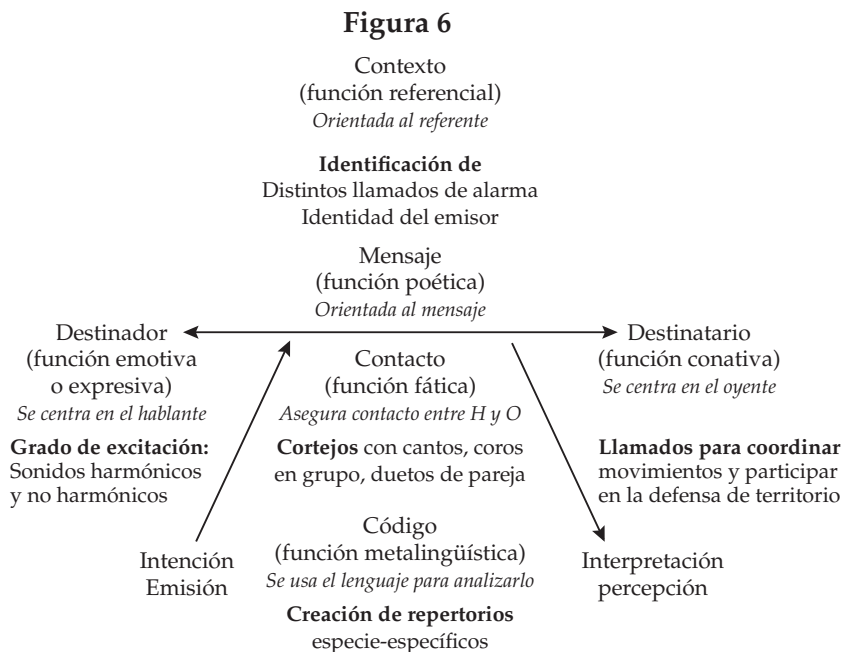 Figura 6
Contexto
(función referencial)
Orientada al referente
Identificación de
Distintos llamados de alarma
Identidad del emisor
Mensaje
(función poética)
Orientada al mensaje
Destinador
(función emotiva
o expresiva)
Se centra en el hablante
Grado de excitación:
Sonidos harmónicos
y no harmónicos
Intención
Emisión
Contacto
(función fática)
Asegura contacto entre H y O
Cortejos con cantos, coros
en grupo, duetos de pareja
Código
(función metalingüística)
Se usa el lenguaje para analizarlo
Creación de repertorios
especie-específicos
Destinatario
(función conativa)
Se centra en el oyente
Llamados para coordinar
movimientos y participar
en la defensa de territorio
Interpretación
percepción